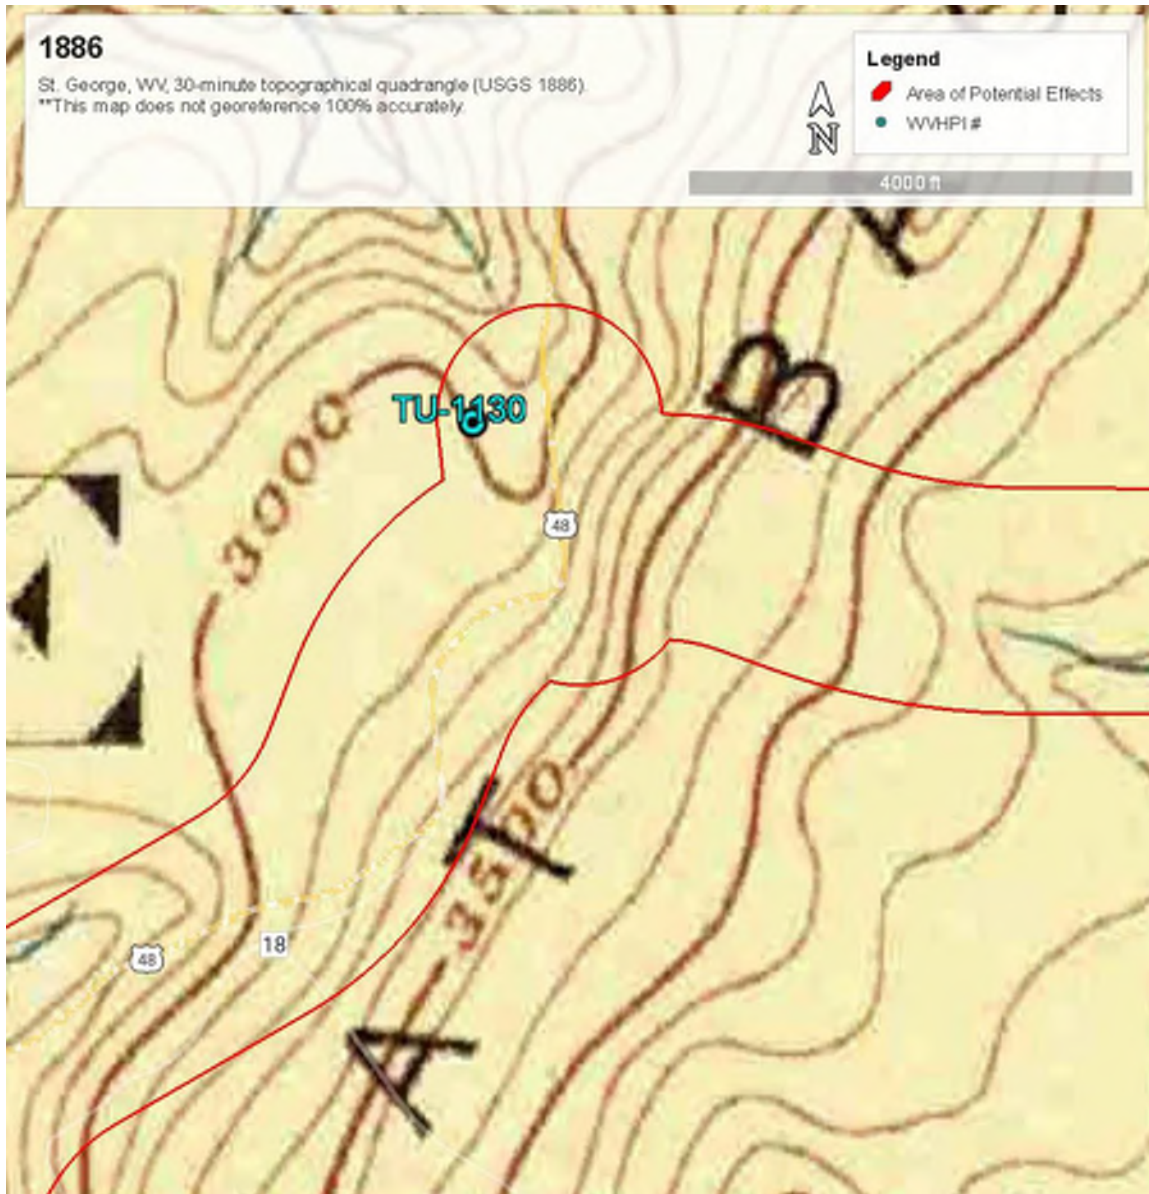 1886
St. George, WV, 30-minute topographical quadrangle (USGS 1886).
**This map does not georeference 100% accurately.
Legend
Area of Potential Effects
WVHPI #
N
4000 ft
B
TU-1130
3000
48
T
3500
18
48
A